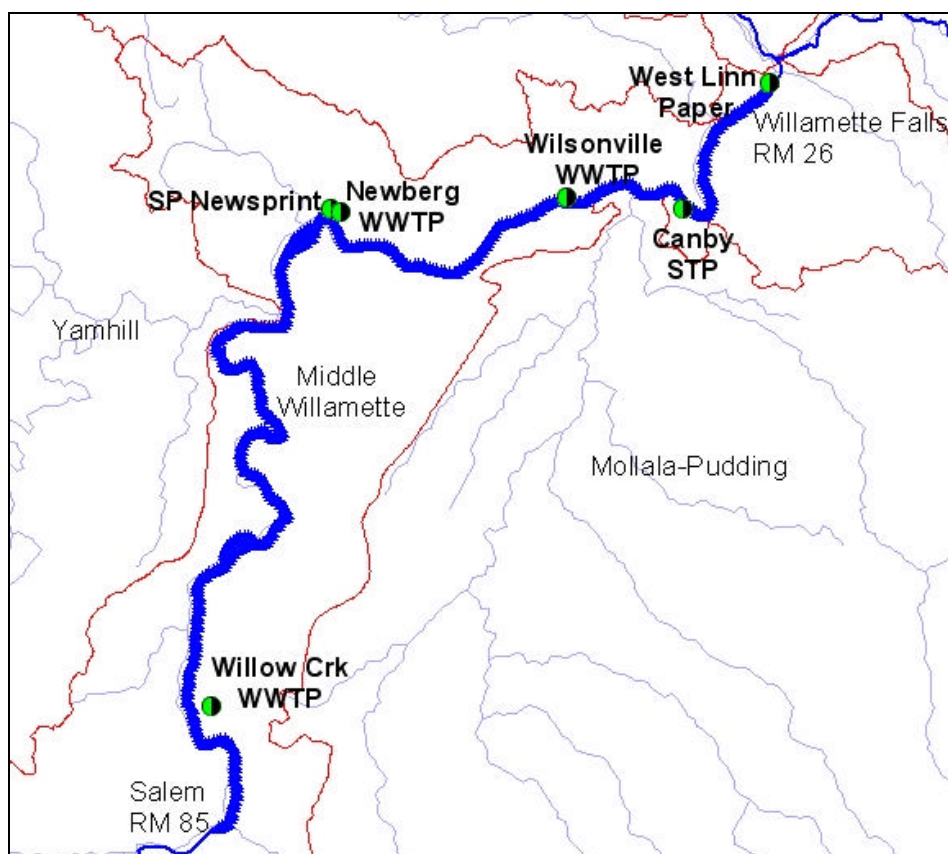 West Linn
Paper
Willamette Falls
RM 26
Wilsonville
WWTP
SP Newsprint
Newberg
WWTP
Canby
STP
Yamhill
Middle
Willamette
Mollala-Pudding
Willow Crk
WWTP
Salem
RM 85